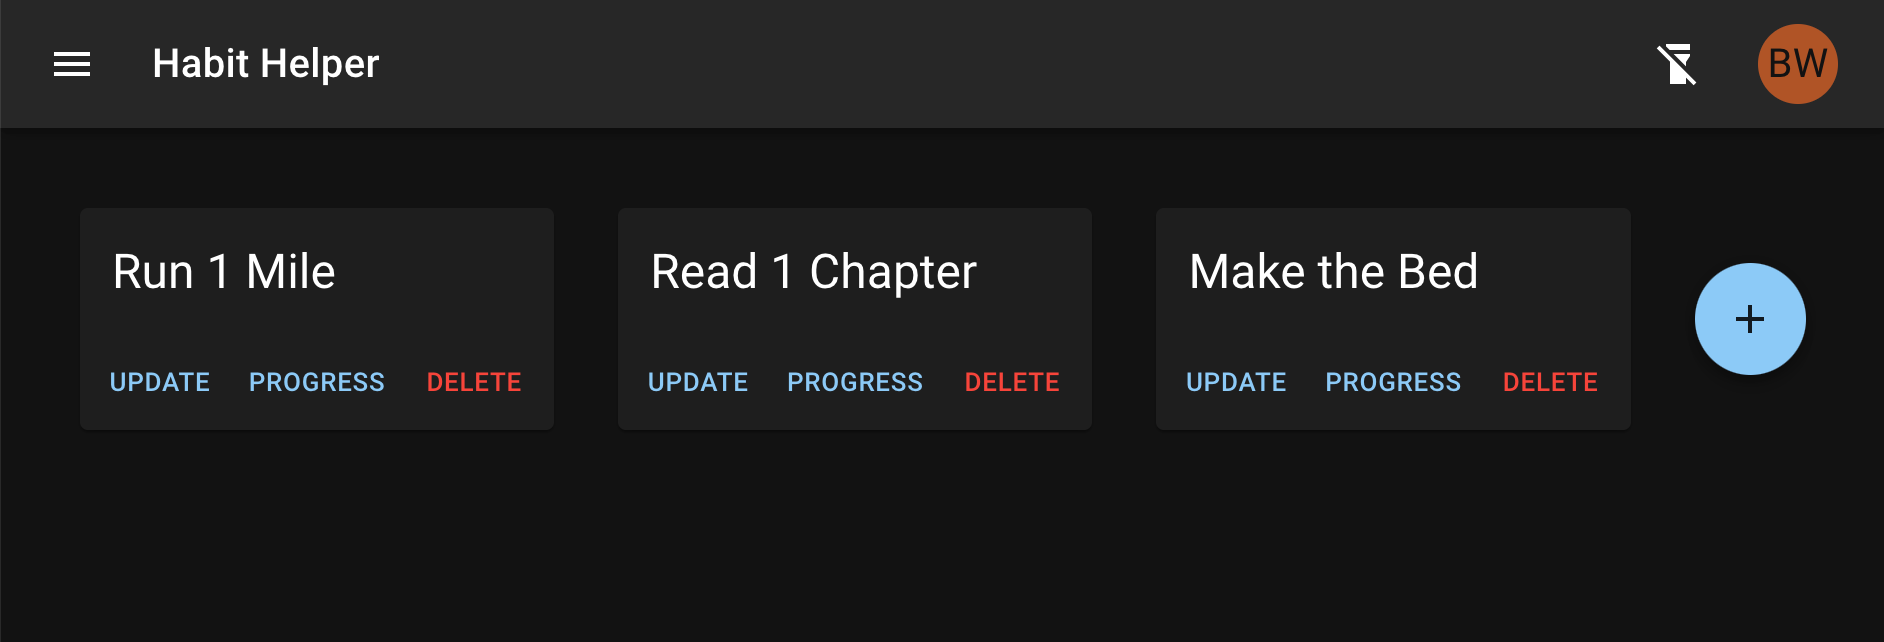 Habit Helper
BW
Run 1 Mile
UPDATE PROGRESS DELETE
Read 1 Chapter
UPDATE PROGRESS DELETE
Make the Bed
UPDATE PROGRESS DELETE
+